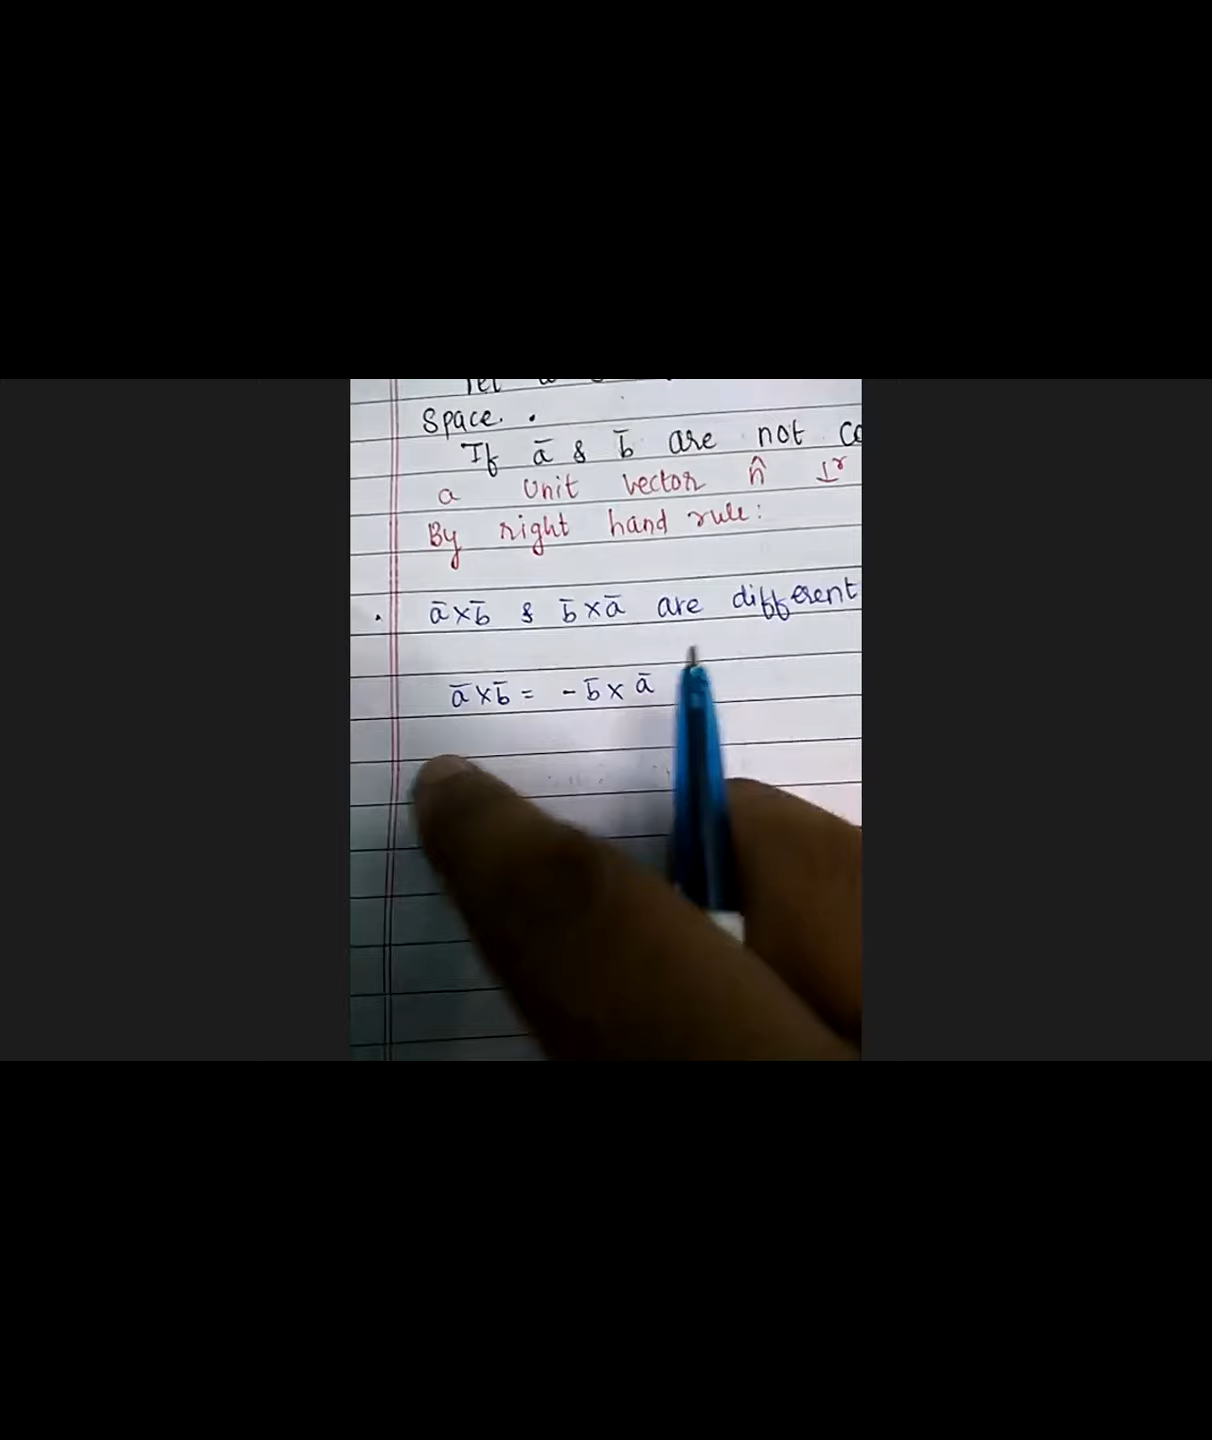 Space. .
If a̅ & b̅ are not
a Unit vector n̂ ⊥r
By right hand rule:
. a̅×b̅ & b̅×a̅ are different
a̅×b̅ = -b̅×a̅